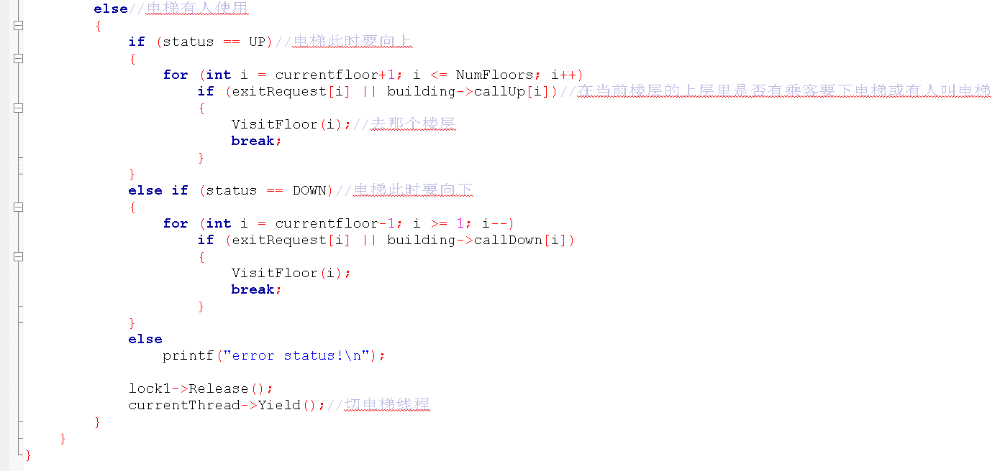 else//电梯有人使用
{
if (status == UP)//电梯此时要向上
{
for (int i = currentfloor+1; i <= NumFloors; i++)
if (exitRequest[i] || building->callUp[i])//在当前楼层的上层里是否有乘客要下电梯或有人叫电梯
{
VisitFloor(i);//去那个楼层
break;
}
}
else if (status == DOWN)//电梯此时要向下
{
for (int i = currentfloor-1; i >= 1; i--)
if (exitRequest[i] || building->callDown[i])
{
VisitFloor(i);
break;
}
}
else
printf("error status!\n");
lock1->Release();
currentThread->Yield();//切电梯线程
}
}
}